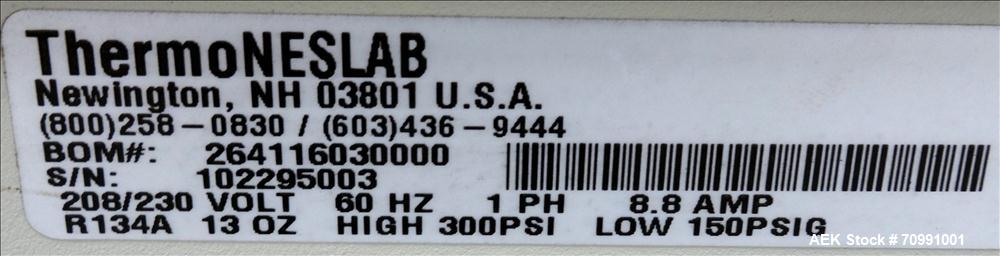 ThermoNESLAB
Newington, NH 03801 U.S.A.
(800)258-0830 / (603)436-9444
BOM#: 264116030000
S/N: 102295003
208/230 VOLT 60 HZ 1 PH 8.8 AMP
R134A 13 OZ HIGH 300PSI LOW 150PSIG
AEK Stock # 70991001